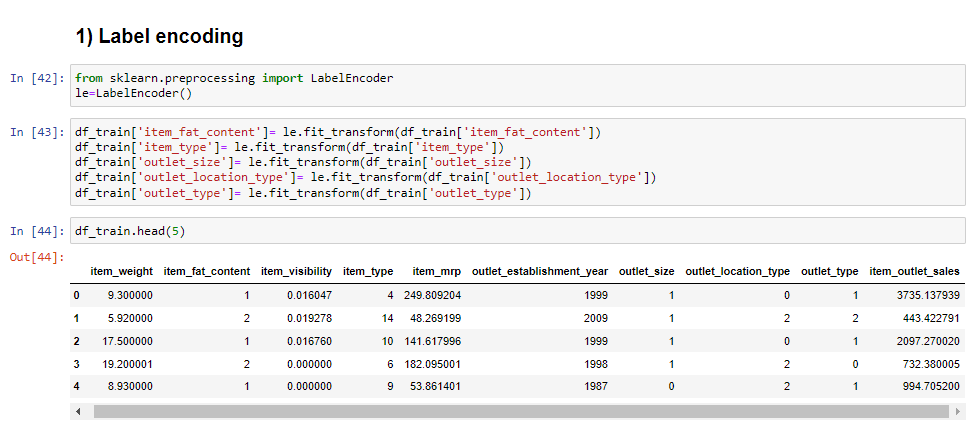 1) Label encoding
In [42]: from sklearn.preprocessing import LabelEncoder
le=LabelEncoder()
In [43]: df_train['item_fat_content']= le.fit_transform(df_train['item_fat_content'])
df_train['item_type']= le.fit_transform(df_train['item_type'])
df_train['outlet_size']= le.fit_transform(df_train['outlet_size'])
df_train['outlet_location_type']= le.fit_transform(df_train['outlet_location_type'])
df_train['outlet_type']= le.fit_transform(df_train['outlet_type'])
In [44]: df_train.head(5)
Out[44]:
item_weight item_fat_content item_visibility item_type item_mrp outlet_establishment_year outlet_size outlet_location_type outlet_type item_outlet_sales
0 9.300000 1 0.016047 4 249.809204 1999 1 0 1 3735.137939
1 5.920000 2 0.019278 14 48.269199 2009 1 2 2 443.422791
2 17.500000 1 0.016760 10 141.617996 1999 1 0 1 2097.270020
3 19.200001 2 0.000000 6 182.095001 1998 1 2 0 732.380005
4 8.930000 1 0.000000 9 53.861401 1987 0 2 1 994.705200